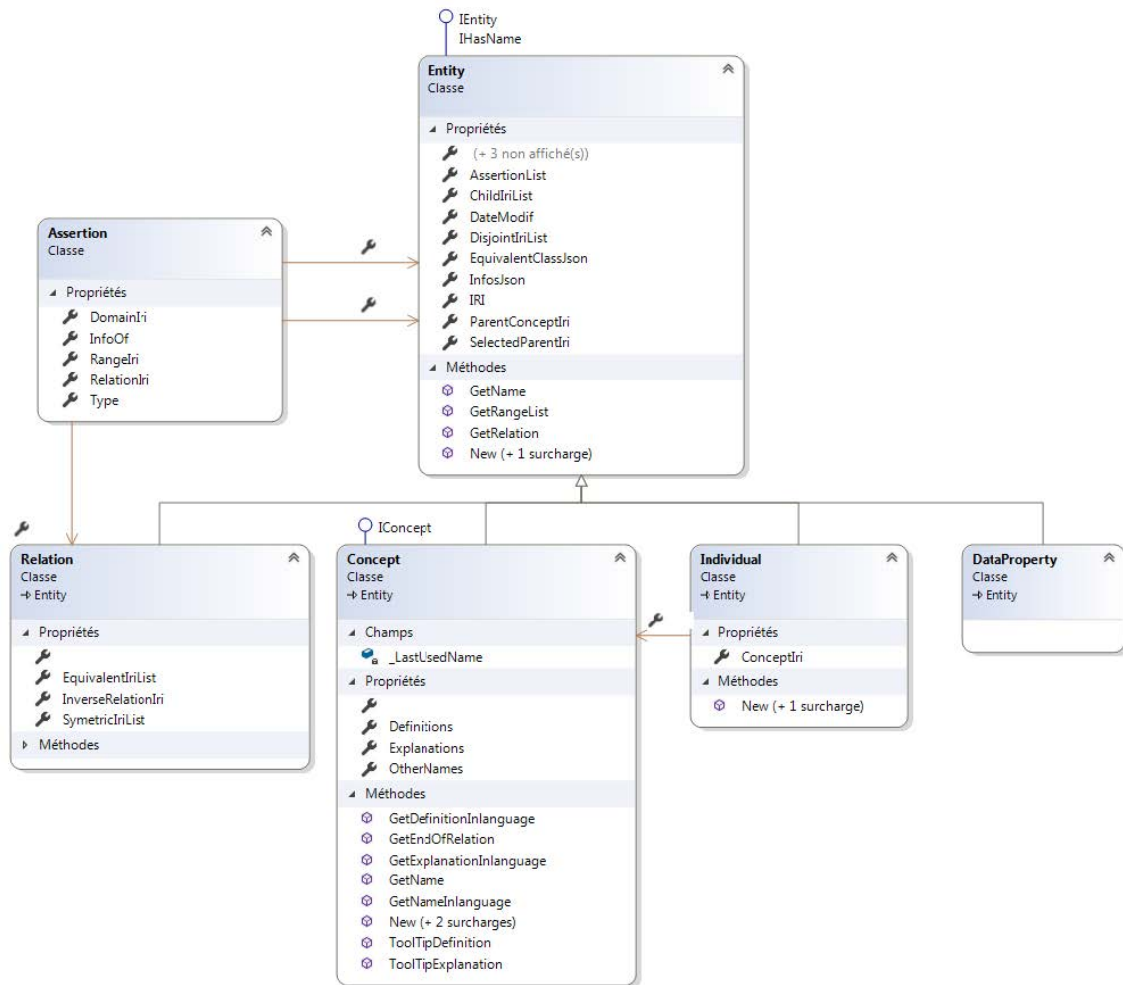 IEntity
IHasName
Entity
Classe
Propriétés
(+ 3 non affiché(s))
AssertionList
ChildIriList
DateModif
DisjointIriList
EquivalentClassJson
InfosJson
IRI
ParentConceptIri
SelectedParentIri
Méthodes
GetName
GetRangeList
GetRelation
New (+ 1 surcharge)
Assertion
Classe
Propriétés
DomainIri
InfoOf
RangeIri
RelationIri
Type
Relation
Classe
Entity
Propriétés
EquivalentIriList
InverseRelationIri
SymetricIriList
Méthodes
IConcept
Concept
Classe
Entity
Champs
_LastUsedName
Propriétés
Definitions
Explanations
OtherNames
Méthodes
GetDefinitionInlanguage
GetEndOfRelation
GetExplanationInlanguage
GetName
GetNameInlanguage
New (+ 2 surcharges)
ToolTipDefinition
ToolTipExplanation
Individual
Classe
Entity
Propriétés
ConceptIri
Méthodes
New (+ 1 surcharge)
DataProperty
Classe
Entity